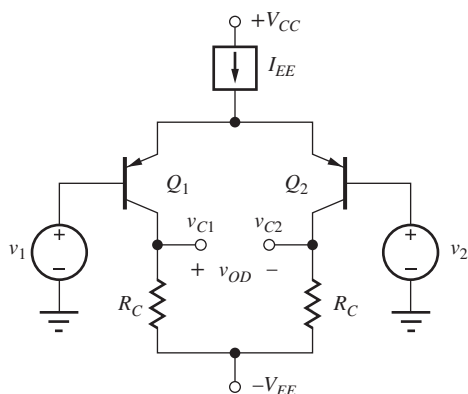 +V_CC
I_EE
Q_1
Q_2
v_C1
v_C2
v_1
+
−
+ v_OD −
+
−
v_2
R_C
R_C
−V_EE